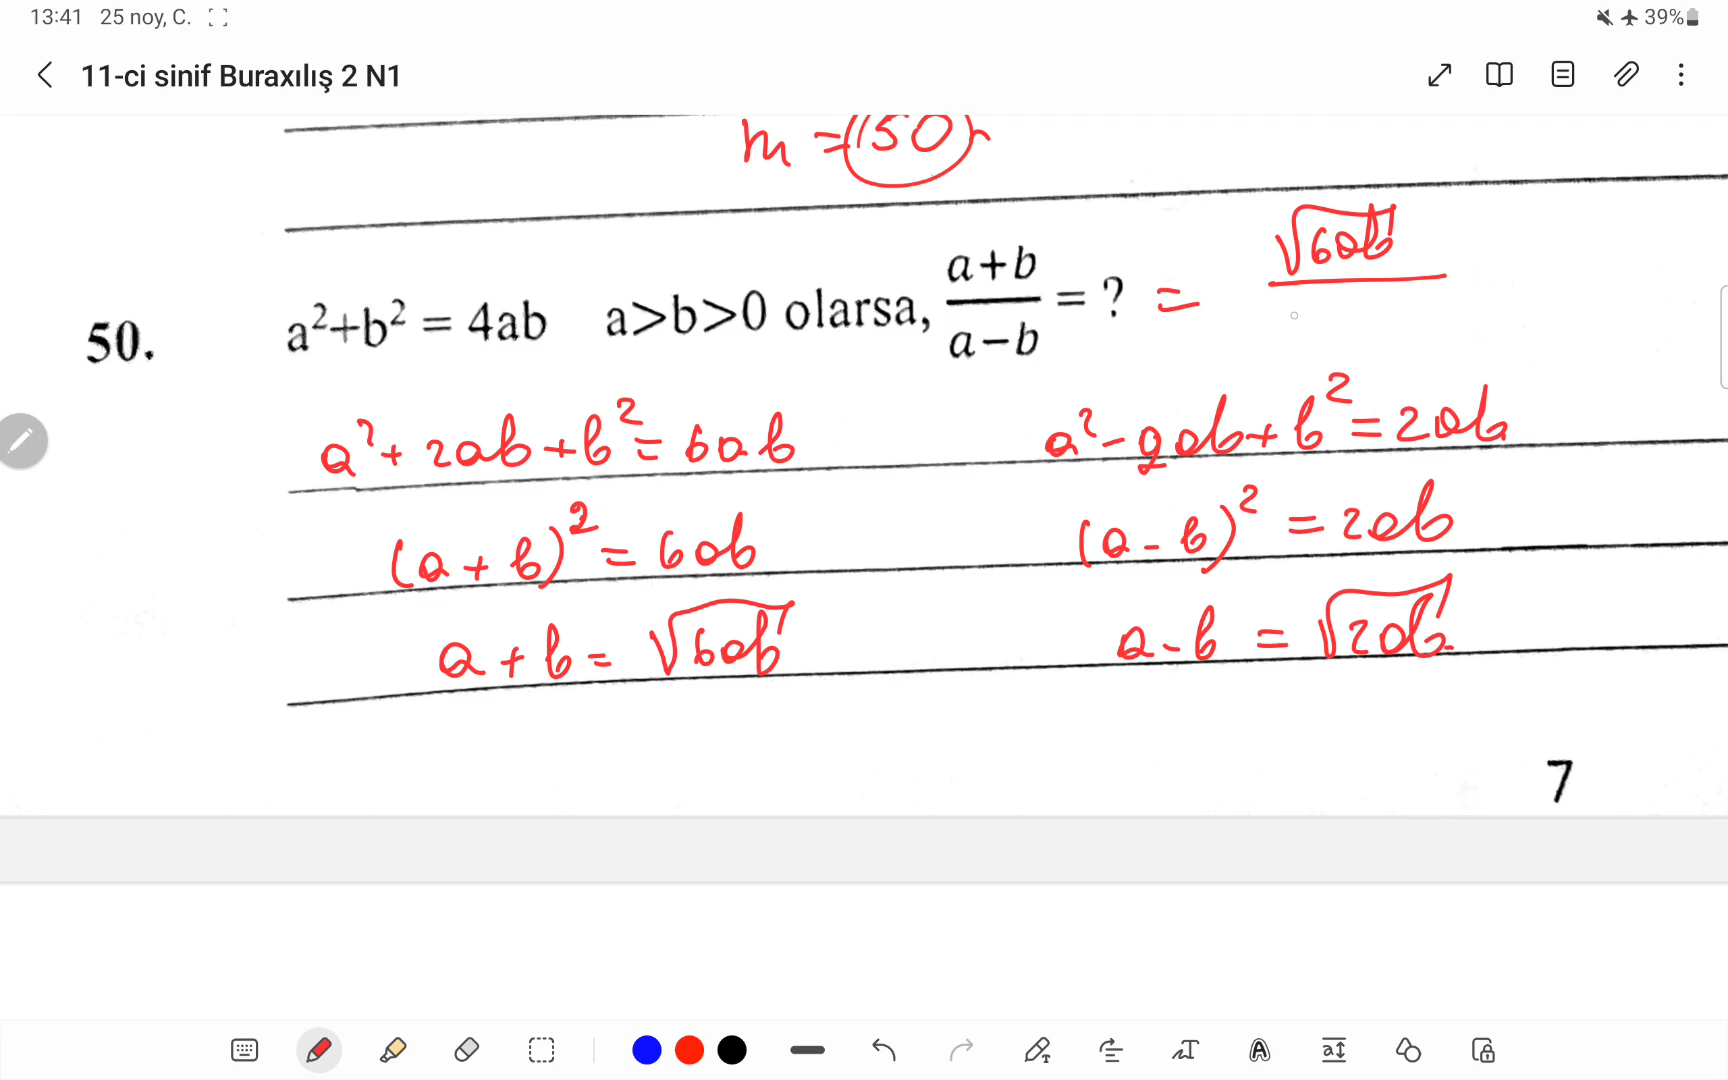 13:41 25 noy, C. 39%
11-ci sinif Buraxılış 2 N1
m = 150
50. a²+b² = 4ab a>b>0 olarsa, \frac{a+b}{a-b} = ? = √6ab
a²+2ab+b²=6ab a²-2ab+b²=2ab
(a+b)²=6ab (a-b)²=2ab
a+b=√6ab a-b=√2ab
7